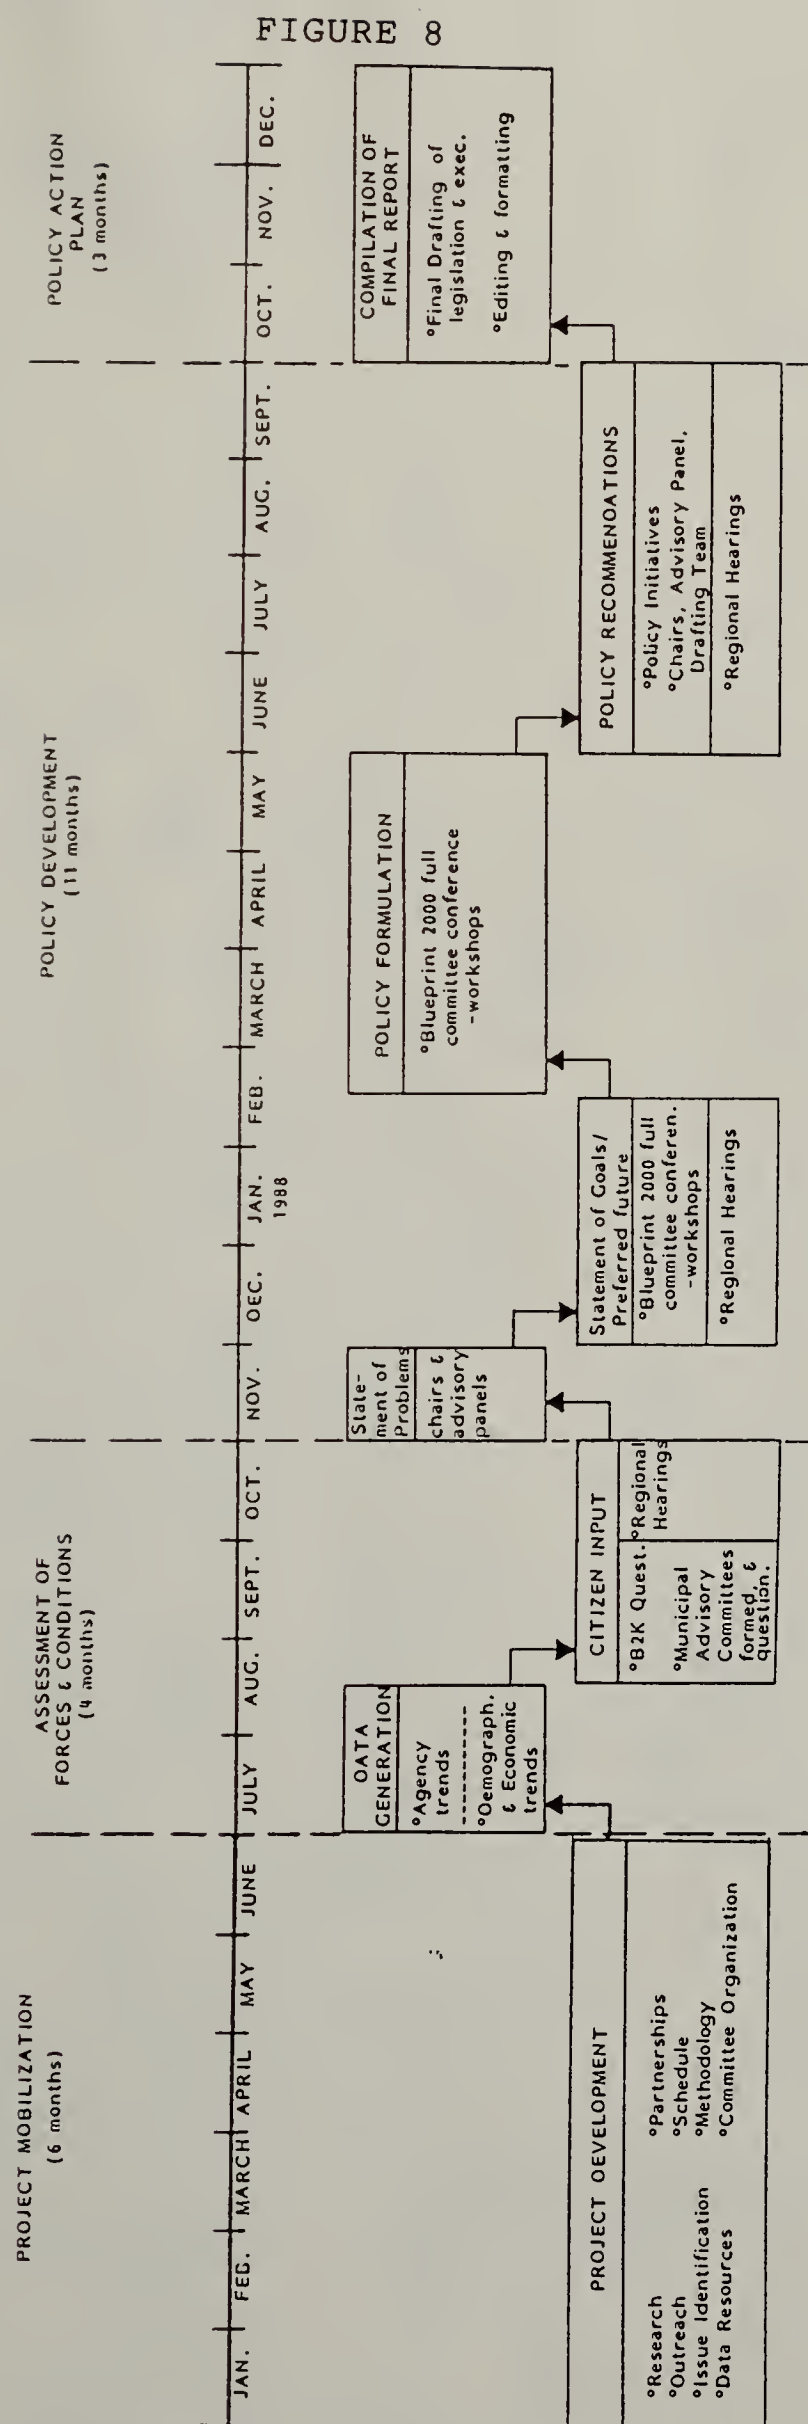 FIGURE 8
PROJECT MOBILIZATION
(6 months)
ASSESSMENT OF
FORCES & CONDITIONS
(4 months)
POLICY DEVELOPMENT
(11 months)
POLICY ACTION
PLAN
(3 months)
JAN. FEB. MARCH APRIL MAY JUNE JULY AUG. SEPT. OCT. NOV. DEC. JAN. FEB. MARCH APRIL MAY JUNE JULY AUG. SEPT. OCT. NOV. DEC.
1988
PROJECT DEVELOPMENT
°Research
°Outreach
°Issue Identification
°Data Resources
°Partnerships
°Schedule
°Methodology
°Committee Organization
DATA
GENERATION
°Agency
trends
----------
°Demograph.
& Economic
trends
CITIZEN INPUT
°B2K Quest.
°Municipal
Advisory
Committees
formed, &
question.
°Regional
Hearings
State-
ment of
Problems
chairs &
advisory
panels
Statement of Goals/
Preferred future
°Blueprint 2000 full
committee conferen.
-workshops
°Regional Hearings
POLICY FORMULATION
°Blueprint 2000 full
committee conference
-workshops
POLICY RECOMMENOATIONS
°Policy Initiatives
°Chairs, Advisory Panel,
Drafting Team
°Regional Hearings
COMPILATION OF
FINAL REPORT
°Final Drafting of
legislation & exec.
°Editing & formatting